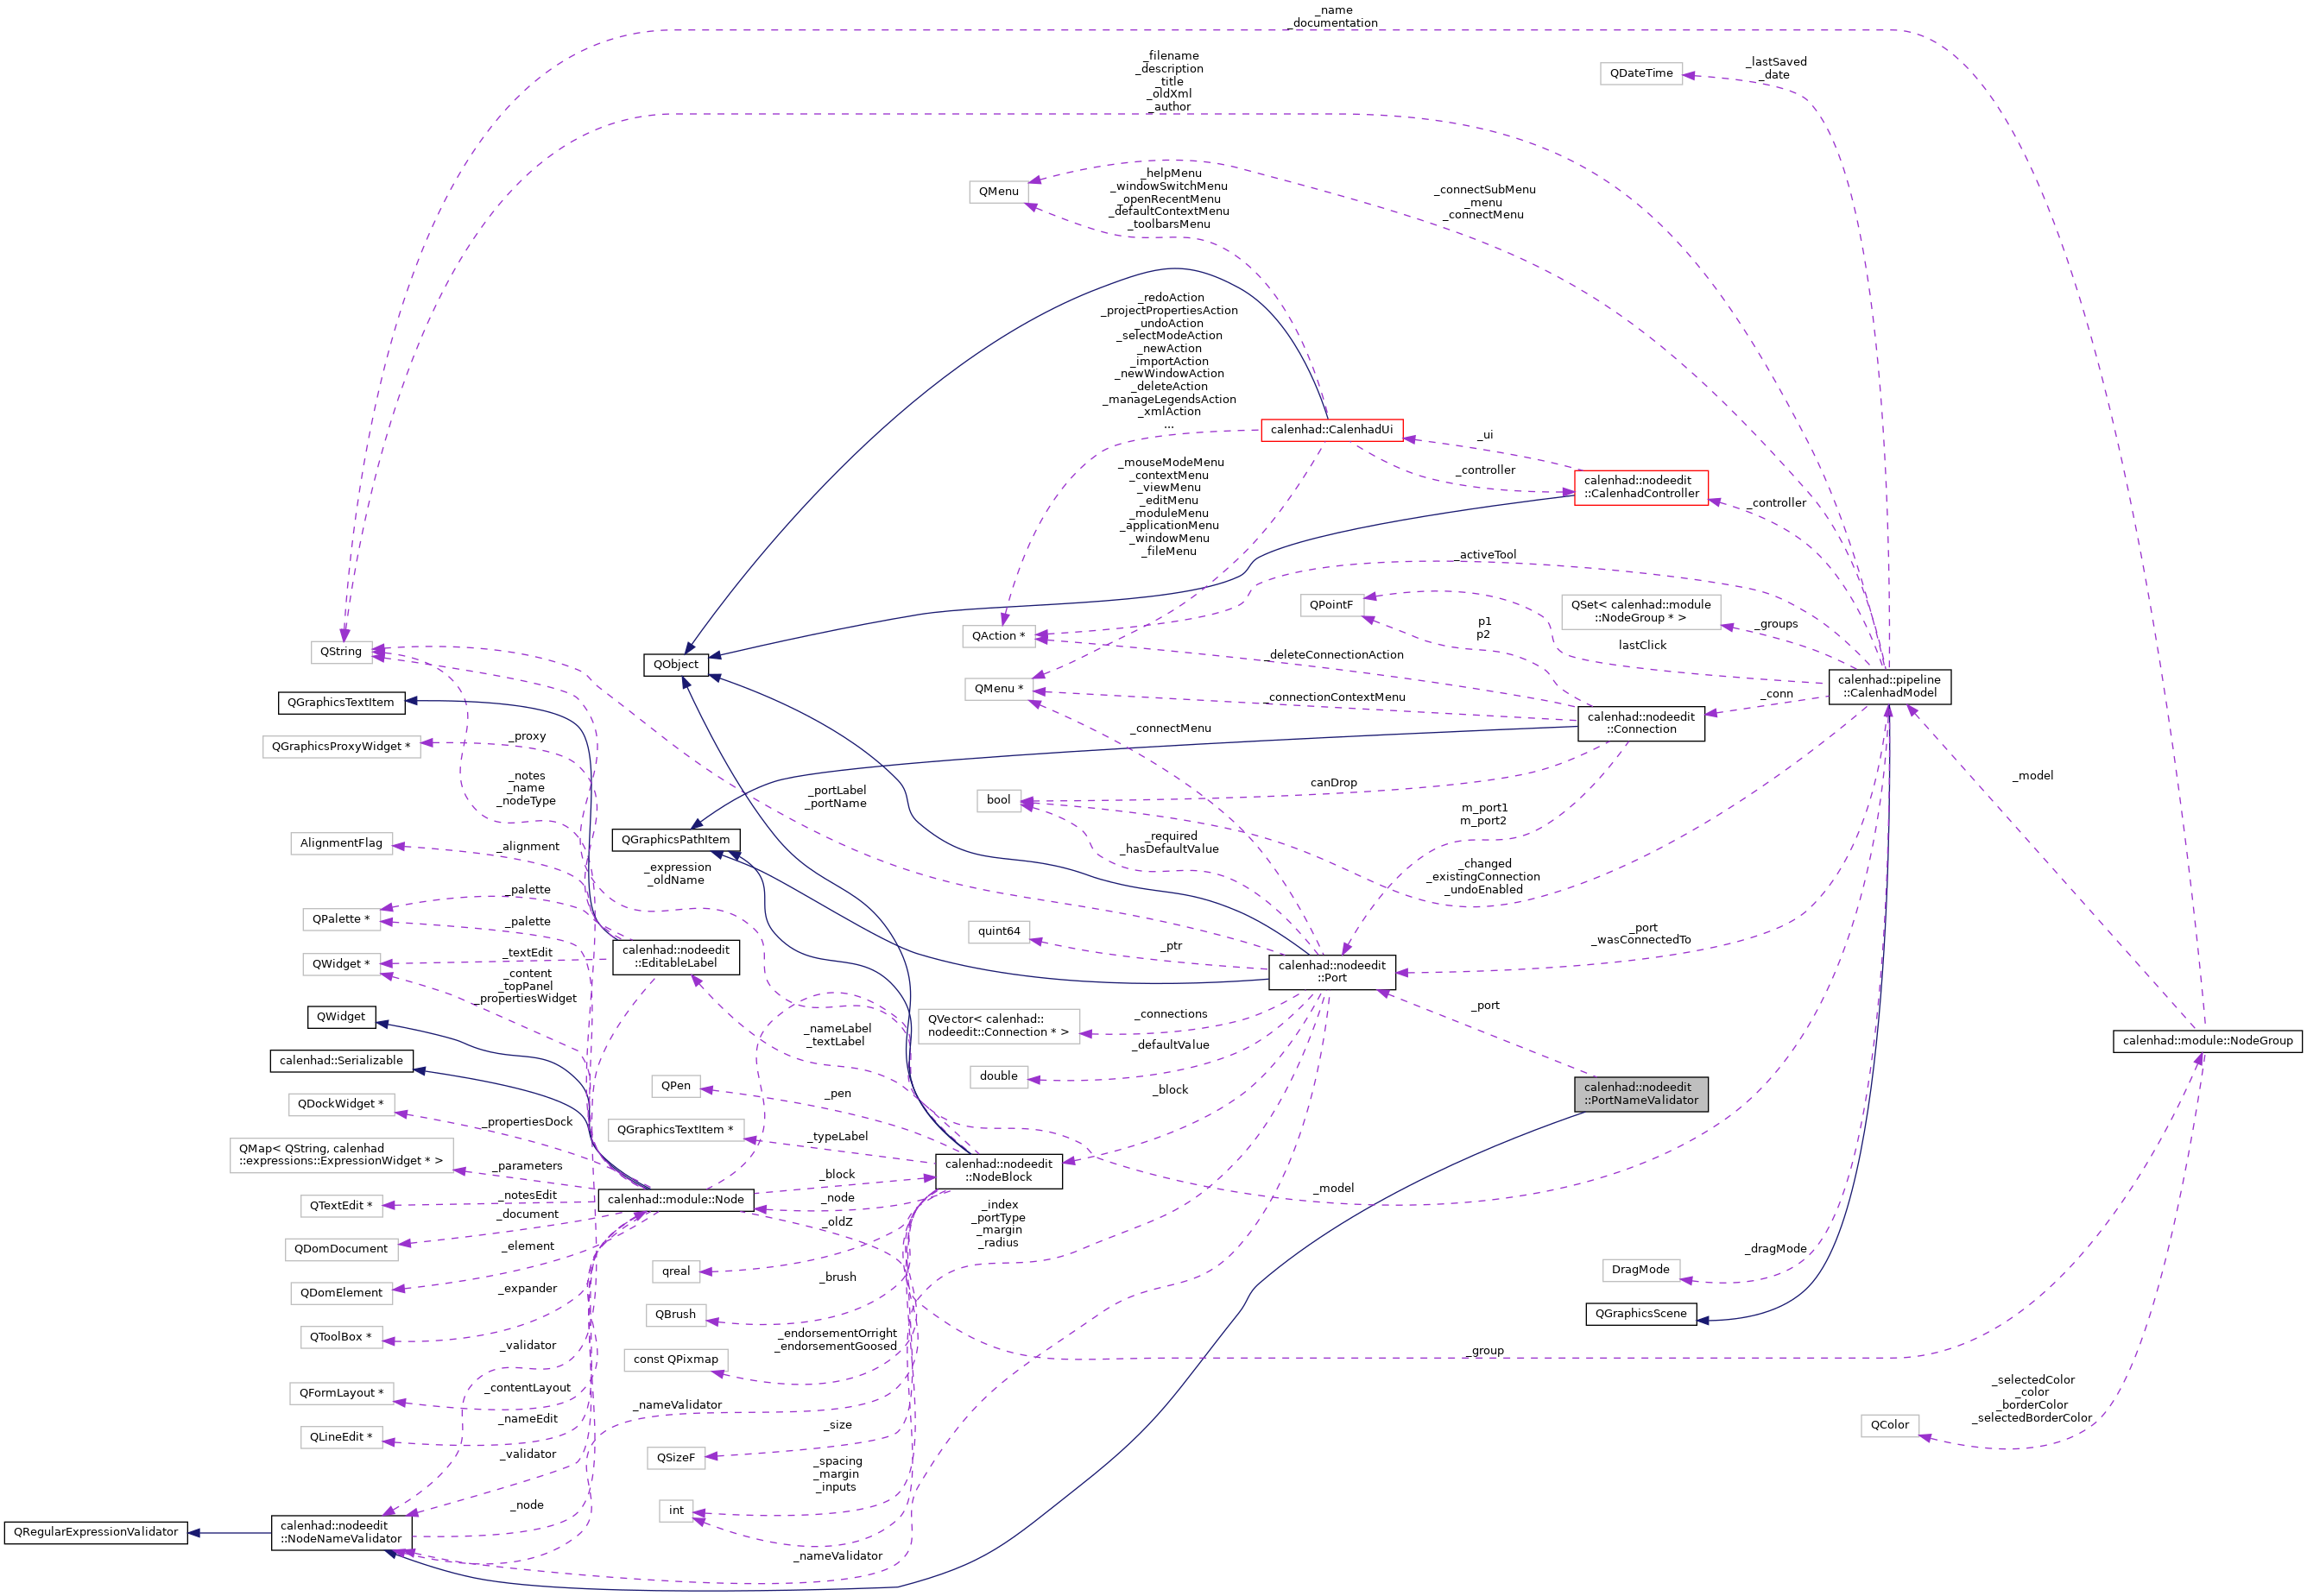 _name
_documentation
_filename
_description
_title
_oldXml
_author
QDateTime
_lastSaved
_date
QMenu
_helpMenu
_windowSwitchMenu
_openRecentMenu
_defaultContextMenu
_toolbarsMenu
_connectSubMenu
_menu
_connectMenu
_redoAction
_projectPropertiesAction
_undoAction
_selectModeAction
_newAction
_importAction
_newWindowAction
_deleteAction
_manageLegendsAction
_xmlAction
...
calenhad::CalenhadUi
_ui
_controller
calenhad::nodeedit
::CalenhadController
_controller
_mouseModeMenu
_contextMenu
_viewMenu
_editMenu
_moduleMenu
_applicationMenu
_windowMenu
_fileMenu
_activeTool
QPointF
QSet< calenhad::module
::NodeGroup * >
_groups
p1
p2
lastClick
QAction *
QString
QObject
_deleteConnectionAction
calenhad::pipeline
::CalenhadModel
QMenu *
_connectionContextMenu
_conn
QGraphicsTextItem
calenhad::nodeedit
::Connection
_connectMenu
QGraphicsProxyWidget *
_proxy
_notes
_name
_nodeType
_portLabel
_portName
canDrop
bool
_model
m_port1
m_port2
AlignmentFlag
_alignment
QGraphicsPathItem
_required
_hasDefaultValue
_expression
_oldName
_changed
_existingConnection
_undoEnabled
_palette
QPalette *
_palette
quint64
_ptr
_port
_wasConnectedTo
QWidget *
_textEdit
calenhad::nodeedit
::EditableLabel
_content
_topPanel
_propertiesWidget
calenhad::nodeedit
::Port
_port
QWidget
_nameLabel
_textLabel
QVector< calenhad::
nodeedit::Connection * >
_connections
_defaultValue
calenhad::module::NodeGroup
calenhad::Serializable
double
QPen
_pen
_block
calenhad::nodeedit
::PortNameValidator
QDockWidget *
_propertiesDock
QGraphicsTextItem *
_typeLabel
QMap< QString, calenhad
::expressions::ExpressionWidget * >
_parameters
calenhad::nodeedit
::NodeBlock
_block
_node
_model
QTextEdit *
_notesEdit
calenhad::module::Node
_document
_oldZ
_index
_portType
_margin
_radius
QDomDocument
_element
qreal
_dragMode
DragMode
QDomElement
_expander
_brush
QBrush
QGraphicsScene
QToolBox *
_validator
_endorsementOrright
_endorsementGoosed
const QPixmap
_group
QFormLayout *
_contentLayout
_selectedColor
_color
_borderColor
_selectedBorderColor
QColor
_nameValidator
_nameEdit
QLineEdit *
_size
QSizeF
_validator
_spacing
_margin
_inputs
int
_node
QRegularExpressionValidator
calenhad::nodeedit
::NodeNameValidator
_nameValidator